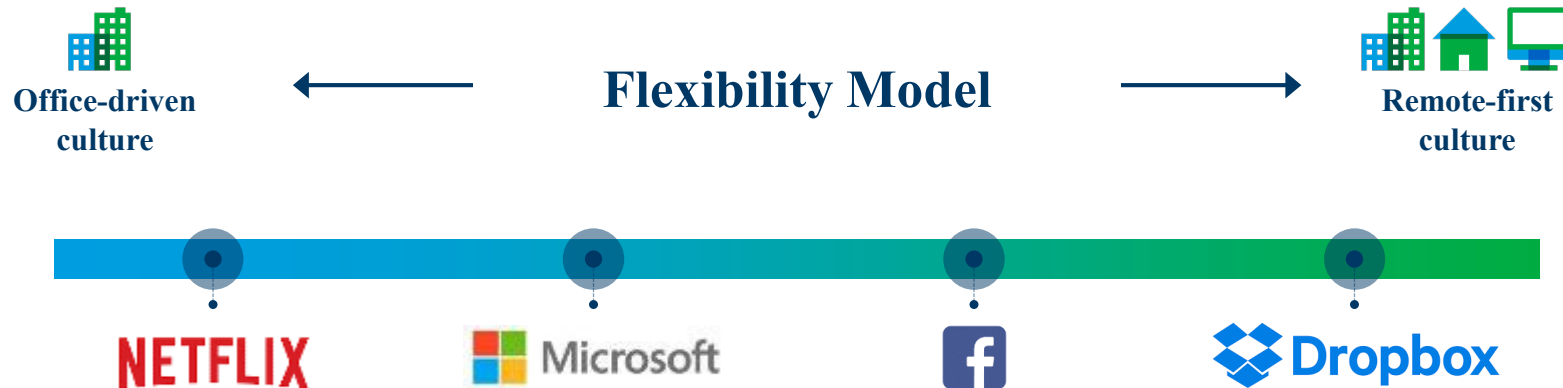 Flexibility Model
Office-driven
culture
Remote-first
culture
NETFLIX
Microsoft
f
Dropbox